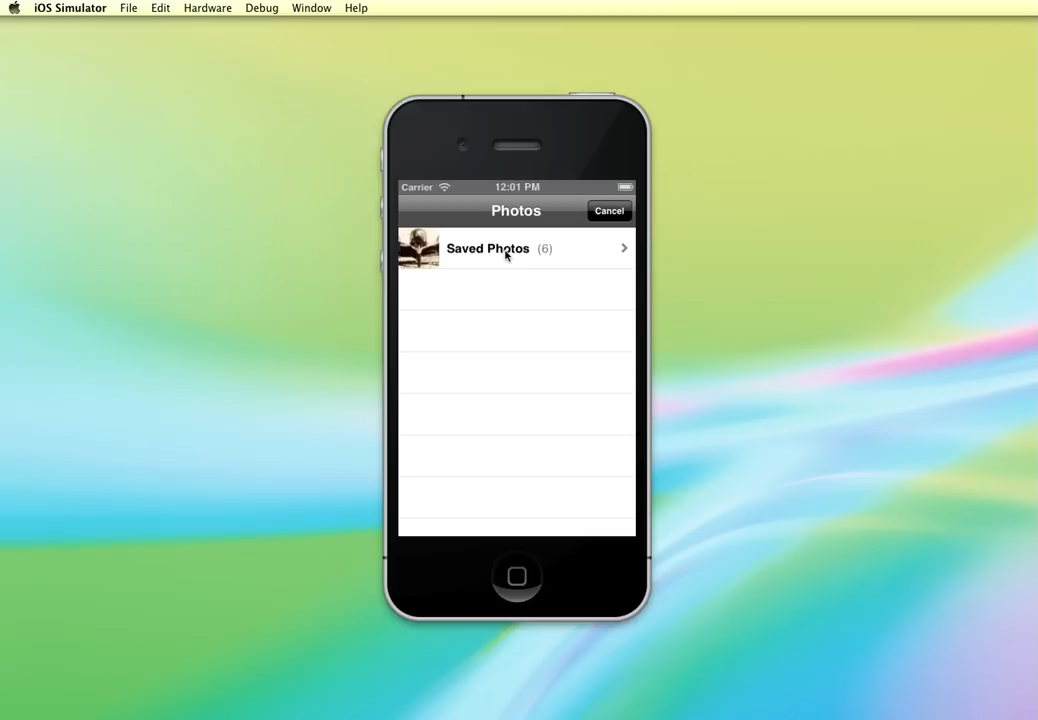 iOS Simulator File Edit Hardware Debug Window Help
Carrier 12:01 PM
Photos Cancel
Saved Photos (6)